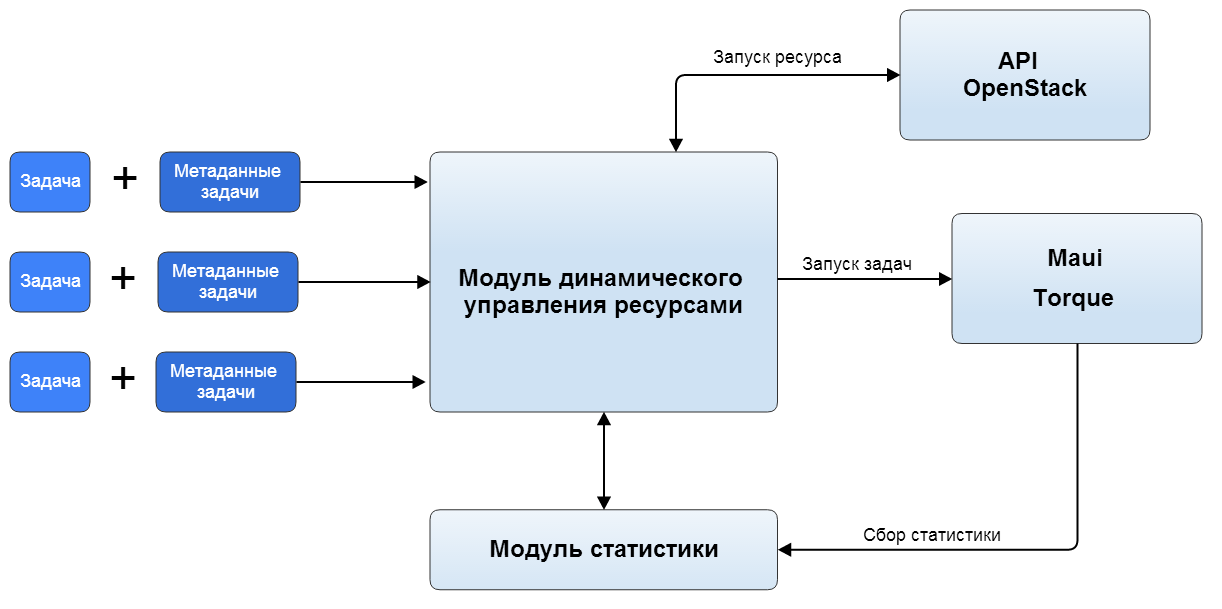 Запуск ресурса
API
OpenStack
Задача
+
Метаданные
задачи
Задача
+
Метаданные
задачи
Задача
+
Метаданные
задачи
Модуль динамического
управления ресурсами
Запуск задач
Maui
Torque
Модуль статистики
Сбор статистики